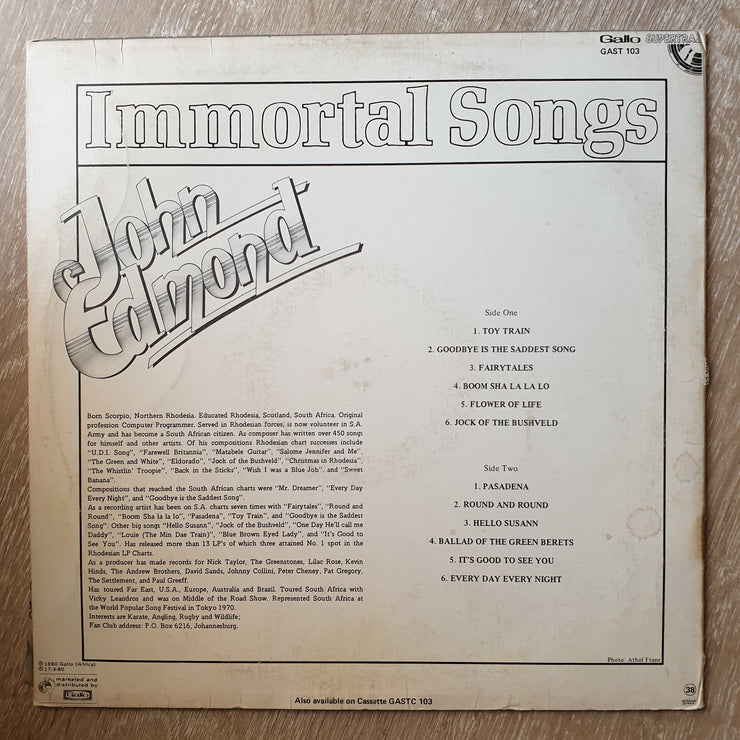 Gallo SUPERTRA
GAST 103
Immortal Songs
John
Edmond
Side One
1. TOY TRAIN
2. GOODBYE IS THE SADDEST SONG
3. FAIRYTALES
4. BOOM SHA LA LA LO
5. FLOWER OF LIFE
6. JOCK OF THE BUSHVELD
Side Two
1. PASADENA
2. ROUND AND ROUND
3. HELLO SUSANN
4. BALLAD OF THE GREEN BERETS
5. IT'S GOOD TO SEE YOU
6. EVERY DAY EVERY NIGHT
Born Scorpio, Northern Rhodesia. Educated Rhodesia, Scotland, South Africa. Original
profession Computer Programmer. Served in Rhodesian forces, is now volunteer in S.A.
Army and has become a South African citizen. As composer has written over 450 songs
for himself and other artists. Of his compositions Rhodesian chart successes include
"U.D.I. Song", "Farewell Britannia", "Matabele Guitar", "Salome Jennifer and Me",
"The Green and White", "Eldorado", "Jock of the Bushveld", "Christmas in Rhodesia",
"The Whistlin' Troopie", "Back in the Sticks", "Wish I was a Blue Job". and "Sweet
Banana".
Compositions that reached the South African charts were "Mr. Dreamer", "Every Day
Every Night", and "Goodbye is the Saddest Song".
As a recording artist has been on S.A. charts seven times with "Fairytales", "Round and
Round", "Boom Sha la la lo", "Pasadena", "Toy Train", and "Goodbye is the Saddest
Song". Other big songs "Hello Susann", "Jock of the Bushveld", "One Day He'll call me
Daddy", "Louie (The Min Dae Train)", "Blue Brown Eyed Lady", and "It's Good to
See You". Has released more than 13 LP's of which three attained No. 1 spot in the
Rhodesian LP Charts.
As a producer has made records for Nick Taylor, The Greenstones, Lilac Rose, Kevin
Hinds, The Andrew Brothers, David Sands, Johnny Collini, Peter Cheney, Pat Gregory,
The Settlement, and Paul Greeff.
Has toured Far East, U.S.A., Europe, Australia and Brazil. Toured South Africa with
Vicky Leandros and was on Middle of the Road Show. Represented South Africa at
the World Popular Song Festival in Tokyo 1970.
Interests are Karate, Angling, Rugby and Wildlife;
Fan Club address: P.O. Box 6216, Johannesburg.
Photo: Athol Franz
© 1980 Gallo (Africa)
℗ 17-3-80
marketed and
distributed by
Gallo
Also available on Cassette GASTC 103
38